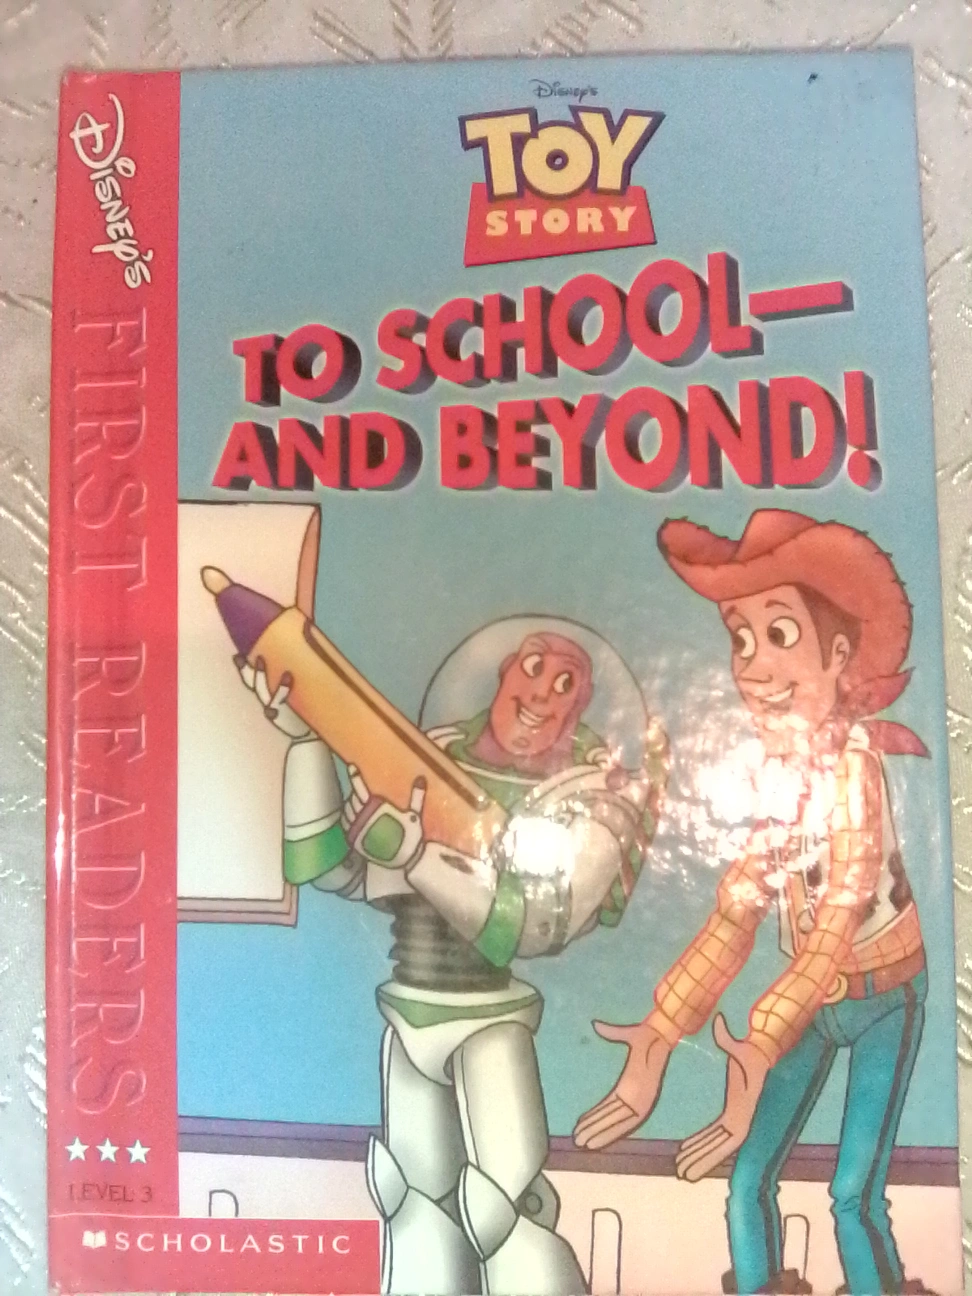 Disney's
FIRST READERS
LEVEL 3
SCHOLASTIC
Disney's
TOY
STORY
TO SCHOOL—
AND BEYOND!